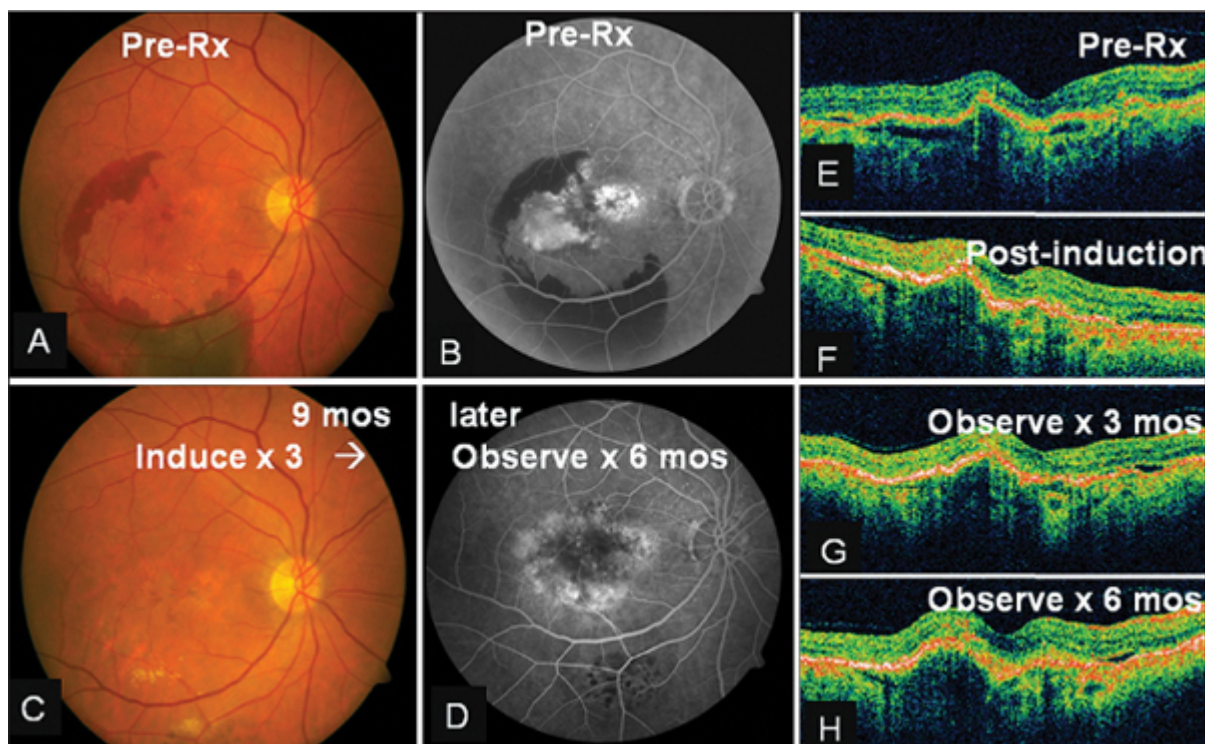 Pre-Rx
A
Pre-Rx
B
Pre-Rx
E
Post-induction
F
9 mos
Induce x 3 →
C
later
Observe x 6 mos
D
Observe x 3 mos
G
Observe x 6 mos
H